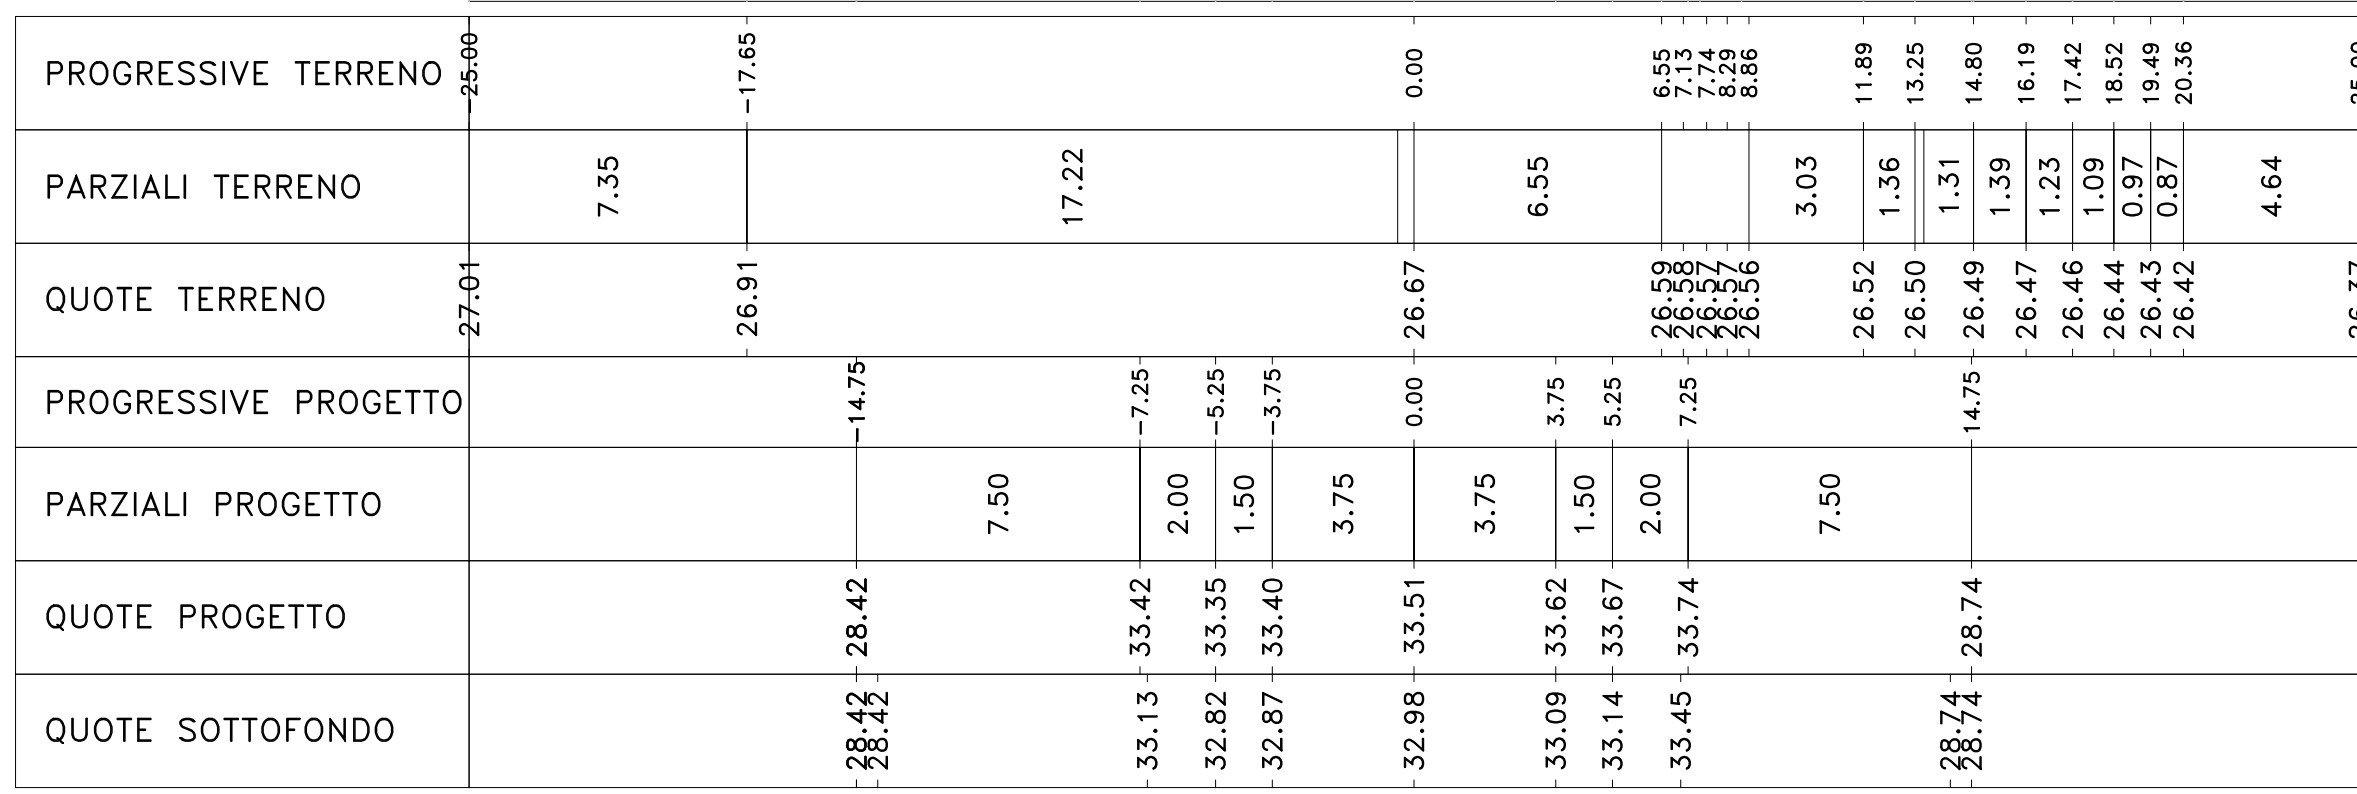 PROGRESSIVE TERRENO -25.00 -17.65 0.00 6.55 7.13 7.74 8.29 8.86 11.89 13.25 14.80 16.19 17.42 18.52 19.49 20.36
PARZIALI TERRENO 7.35 17.22 6.55 3.03 1.36 1.31 1.39 1.23 1.09 0.97 0.87 4.64
QUOTE TERRENO 27.01 26.91 26.67 26.59 26.58 26.57 26.57 26.56 26.52 26.50 26.49 26.47 26.46 26.44 26.43 26.42
PROGRESSIVE PROGETTO -14.75 -7.25 -5.25 -3.75 0.00 3.75 5.25 7.25 14.75
PARZIALI PROGETTO 7.50 2.00 1.50 3.75 3.75 1.50 2.00 7.50
QUOTE PROGETTO 28.42 33.42 33.35 33.40 33.51 33.62 33.67 33.74 28.74
QUOTE SOTTOFONDO 28.42 28.42 33.13 32.82 32.87 32.98 33.09 33.14 33.45 28.74 28.74